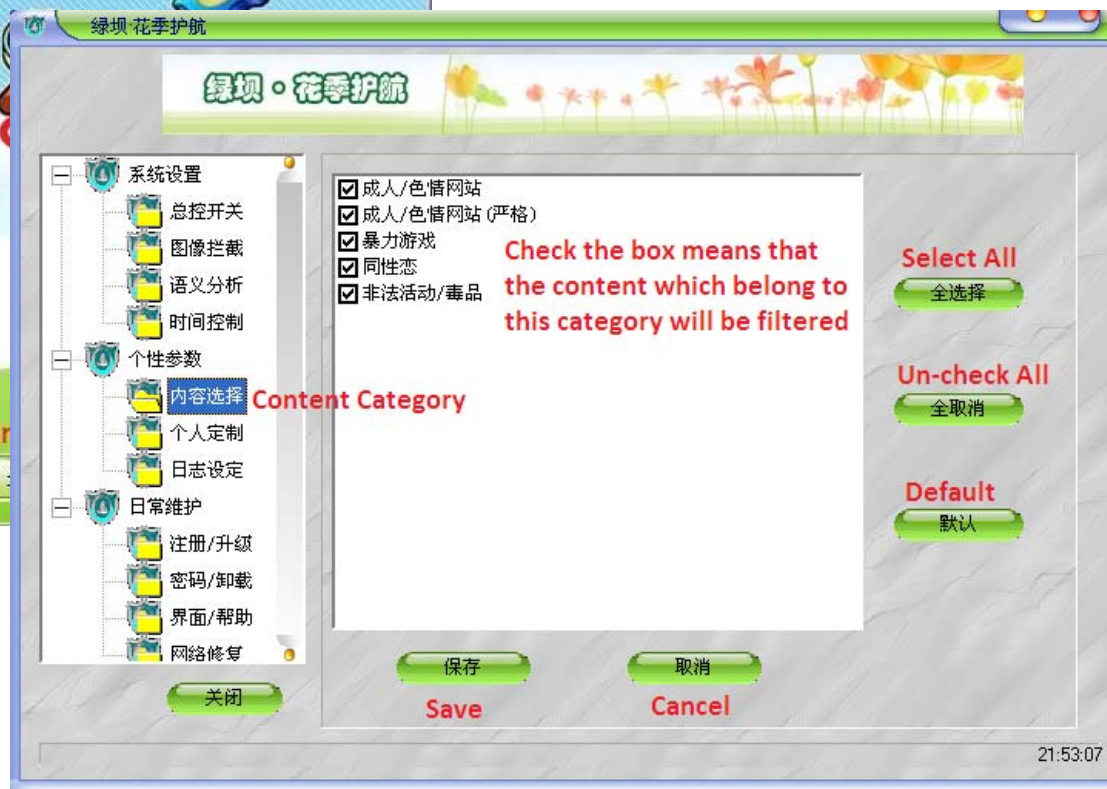 绿坝·花季护航
绿坝·花季护航
系统设置
总控开关
图像拦截
语义分析
时间控制
个性参数
内容选择
Content Category
个人定制
日志设定
日常维护
注册/升级
密码/卸载
界面/帮助
网络修复
关闭
成人/色情网站
成人/色情网站(严格)
暴力游戏
同性恋
非法活动/毒品
Check the box means that
the content which belong to
this category will be filtered
Select All
全选择
Un-check All
全取消
Default
默认
保存
取消
Save
Cancel
21:53:07